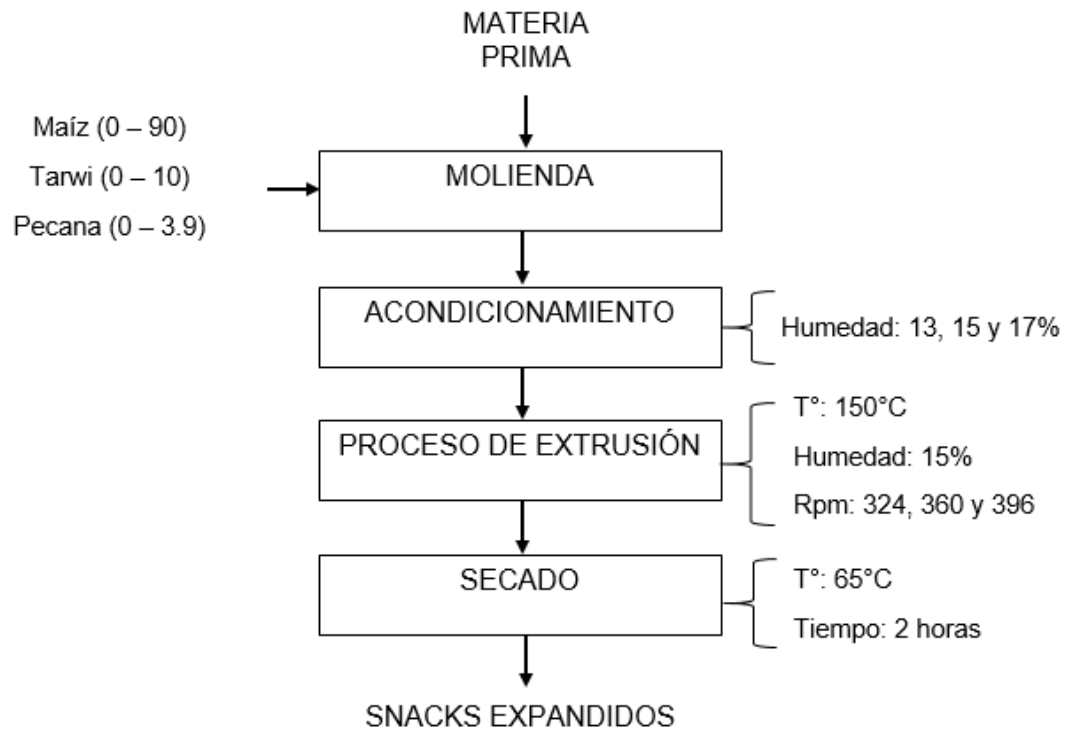 MATERIA
PRIMA
Maíz (0 – 90)
Tarwi (0 – 10)
Pecana (0 – 3.9)
MOLIENDA
ACONDICIONAMIENTO
Humedad: 13, 15 y 17%
PROCESO DE EXTRUSIÓN
T°: 150°C
Humedad: 15%
Rpm: 324, 360 y 396
SECADO
T°: 65°C
Tiempo: 2 horas
SNACKS EXPANDIDOS